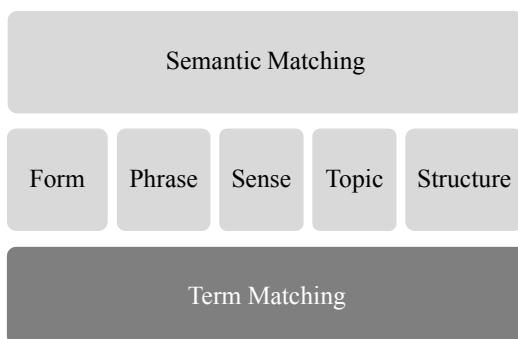 Semantic Matching
Form Phrase Sense Topic Structure
Term Matching